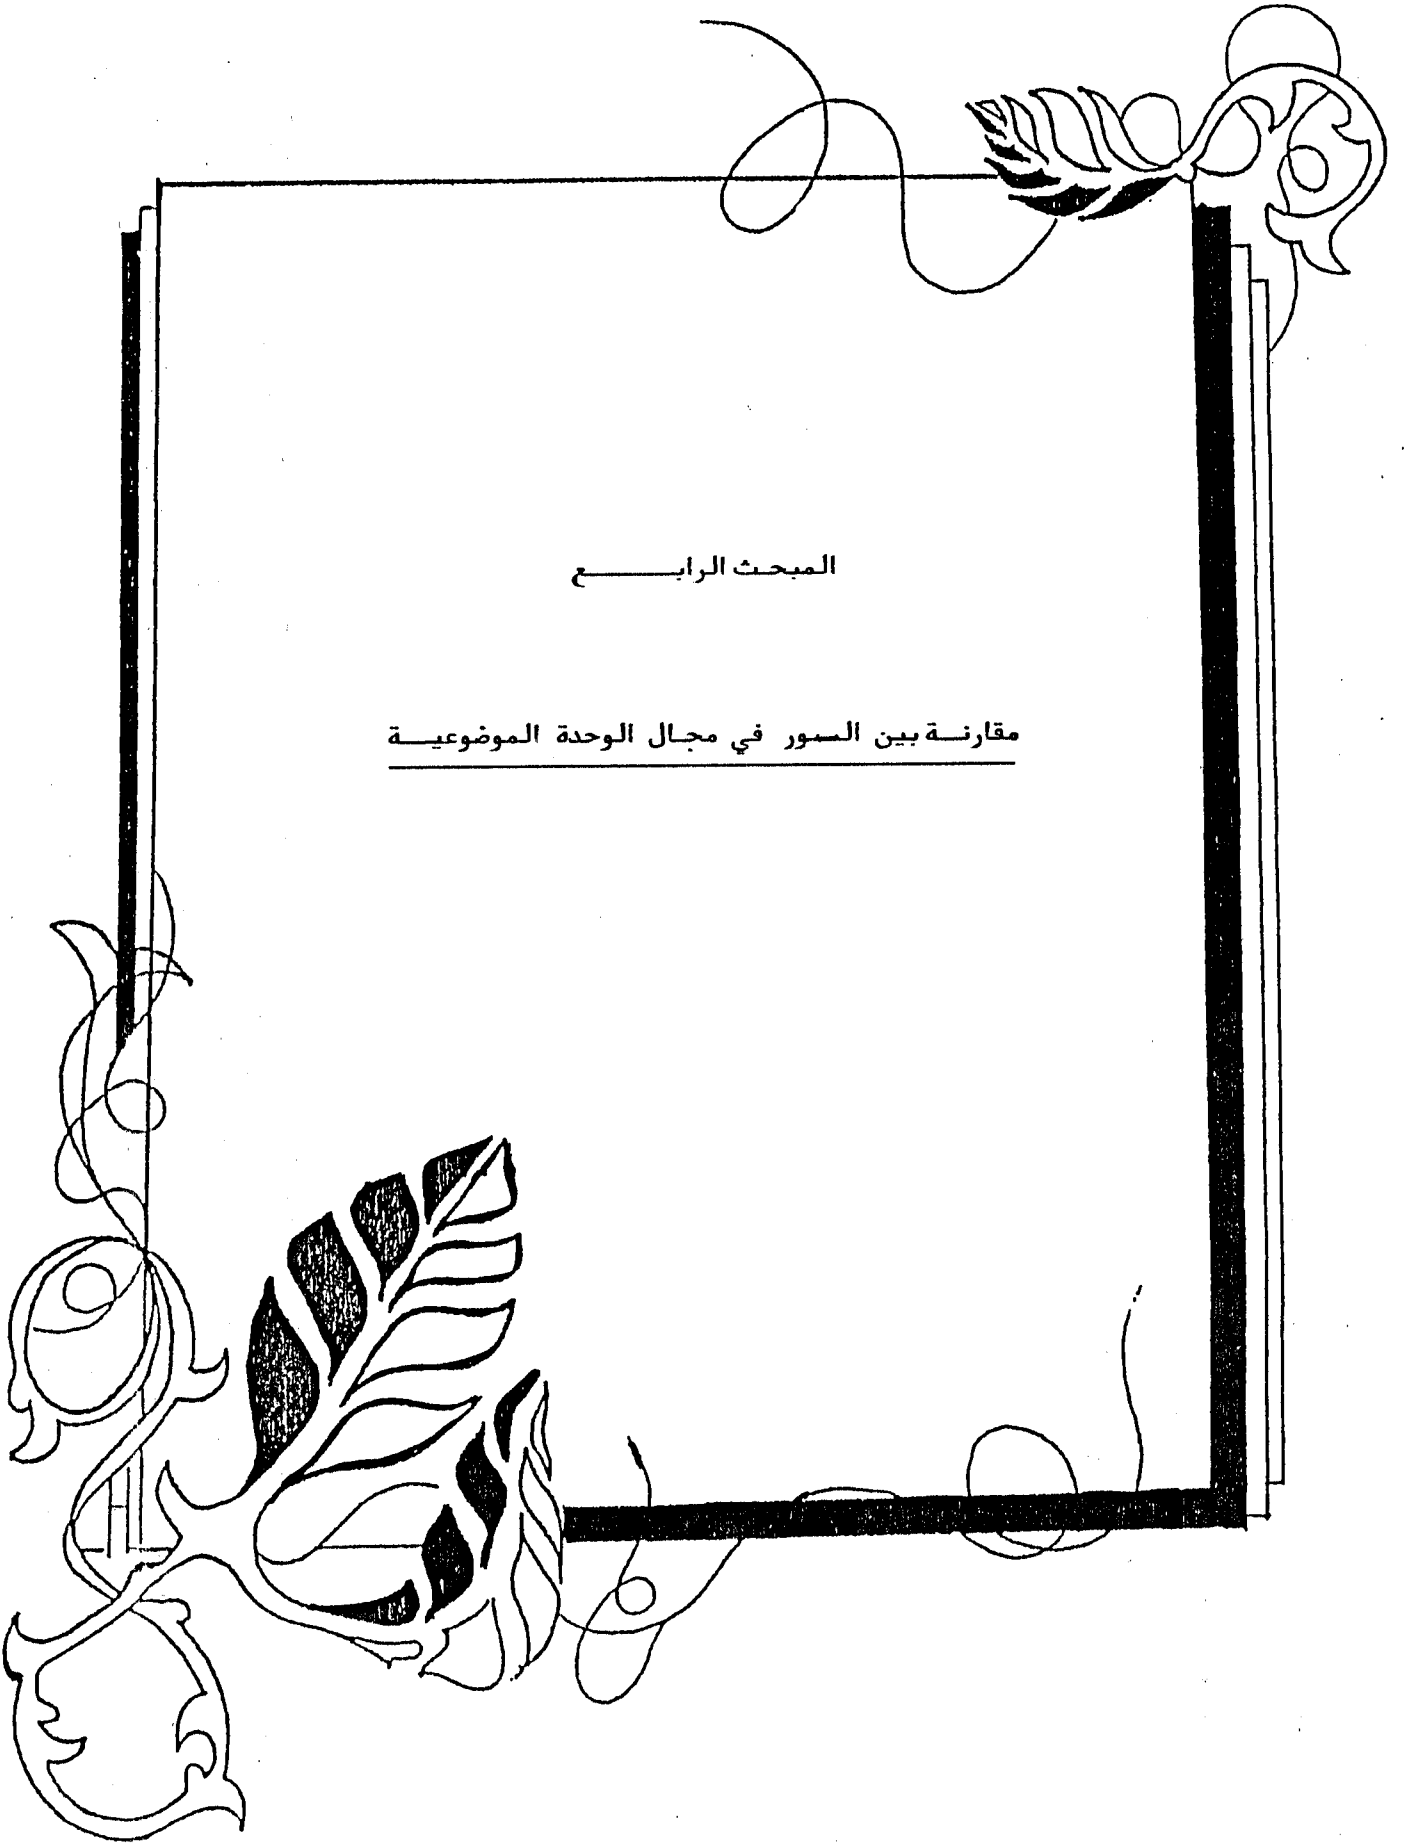 المبحث الرابع
مقارنة بين السور في مجال الوحدة الموضوعية